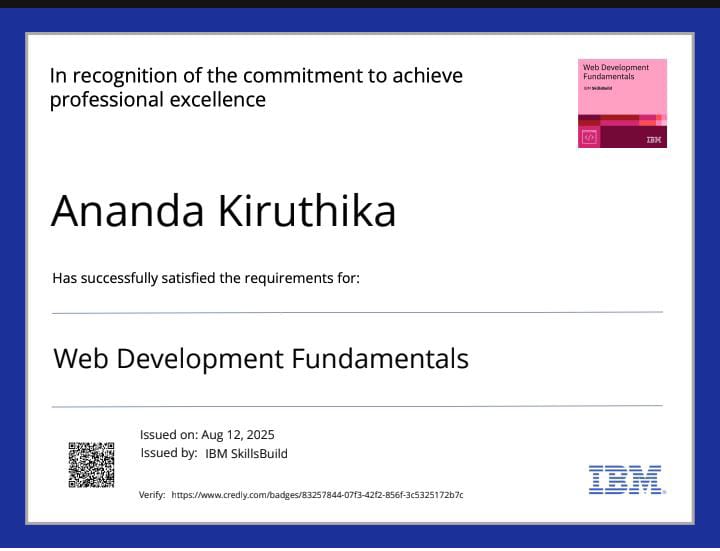 In recognition of the commitment to achieve
professional excellence
Web Development
Fundamentals
IBM SkillsBuild
</>
IBM
Ananda Kiruthika
Has successfully satisfied the requirements for:
Web Development Fundamentals
Issued on: Aug 12, 2025
Issued by: IBM SkillsBuild
Verify: https://www.credly.com/badges/83257844-07f3-42f2-856f-3c5325172b7c
IBM®